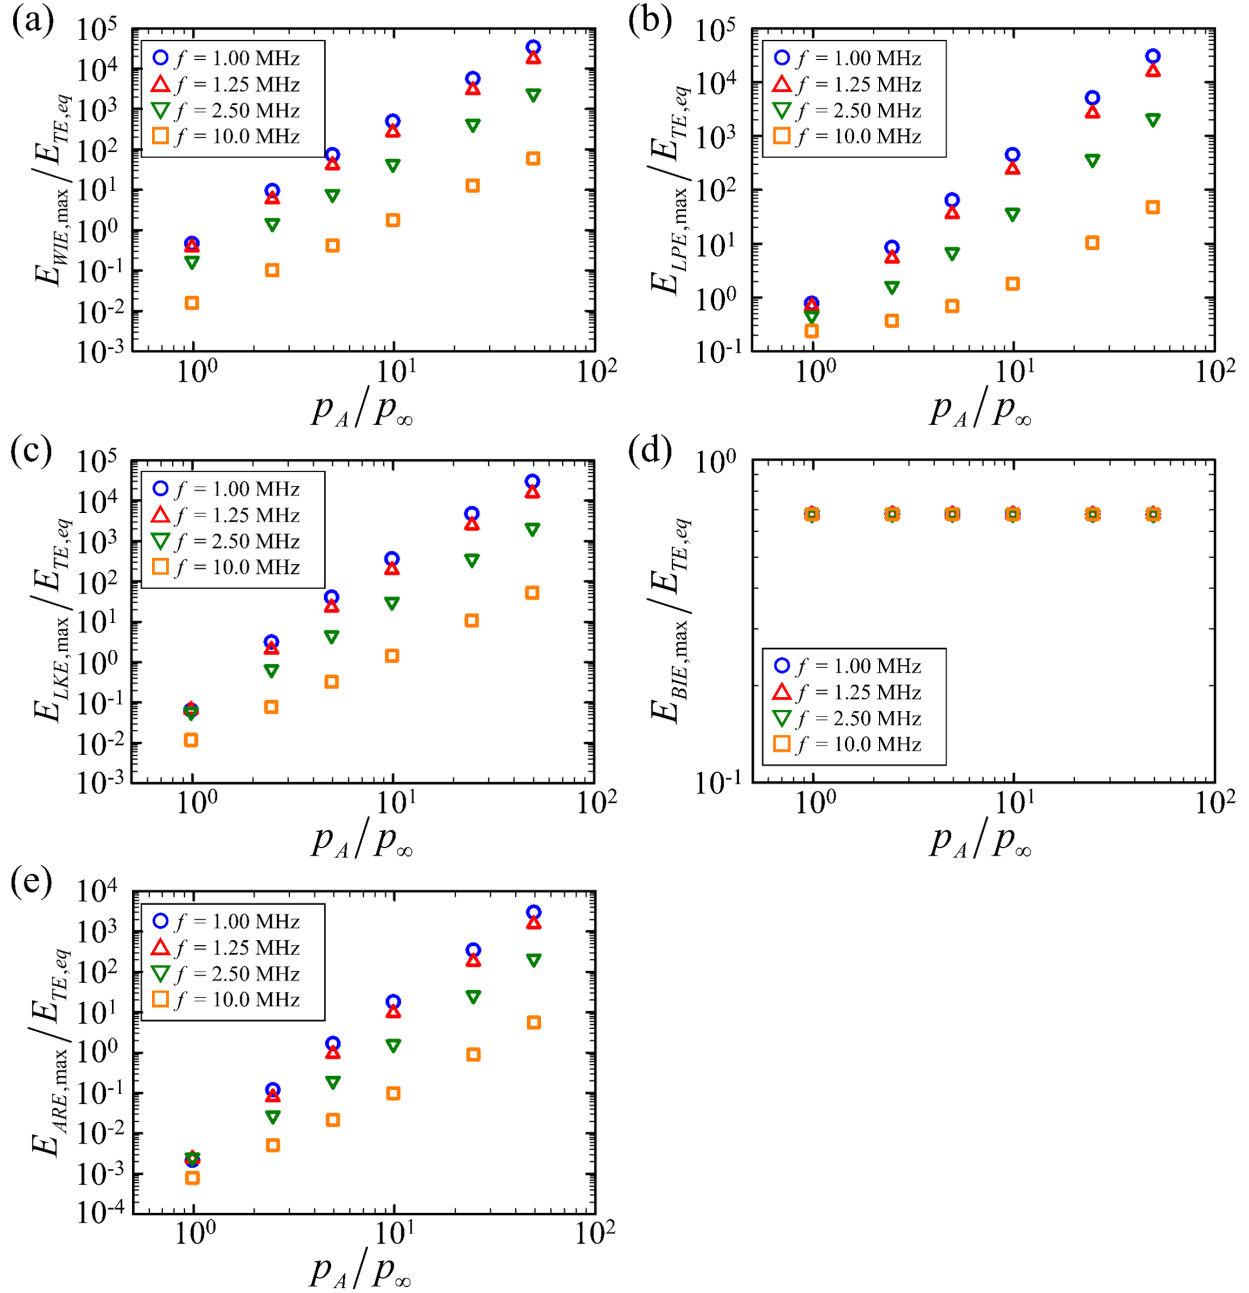 (a)
10^5
10^4
10^3
10^2
10^1
10^0
10^-1
10^-2
10^-3
E_WIE,max / E_TE,eq
f = 1.00 MHz
f = 1.25 MHz
f = 2.50 MHz
f = 10.0 MHz
10^0
10^1
10^2
p_A / p_∞
(b)
10^5
10^4
10^3
10^2
10^1
10^0
10^-1
E_LPE,max / E_TE,eq
f = 1.00 MHz
f = 1.25 MHz
f = 2.50 MHz
f = 10.0 MHz
10^0
10^1
10^2
p_A / p_∞
(c)
10^5
10^4
10^3
10^2
10^1
10^0
10^-1
10^-2
10^-3
E_LKE,max / E_TE,eq
f = 1.00 MHz
f = 1.25 MHz
f = 2.50 MHz
f = 10.0 MHz
10^0
10^1
10^2
p_A / p_∞
(d)
10^0
10^-1
E_BIE,max / E_TE,eq
f = 1.00 MHz
f = 1.25 MHz
f = 2.50 MHz
f = 10.0 MHz
10^0
10^1
10^2
p_A / p_∞
(e)
10^4
10^3
10^2
10^1
10^0
10^-1
10^-2
10^-3
10^-4
E_ARE,max / E_TE,eq
f = 1.00 MHz
f = 1.25 MHz
f = 2.50 MHz
f = 10.0 MHz
10^0
10^1
10^2
p_A / p_∞